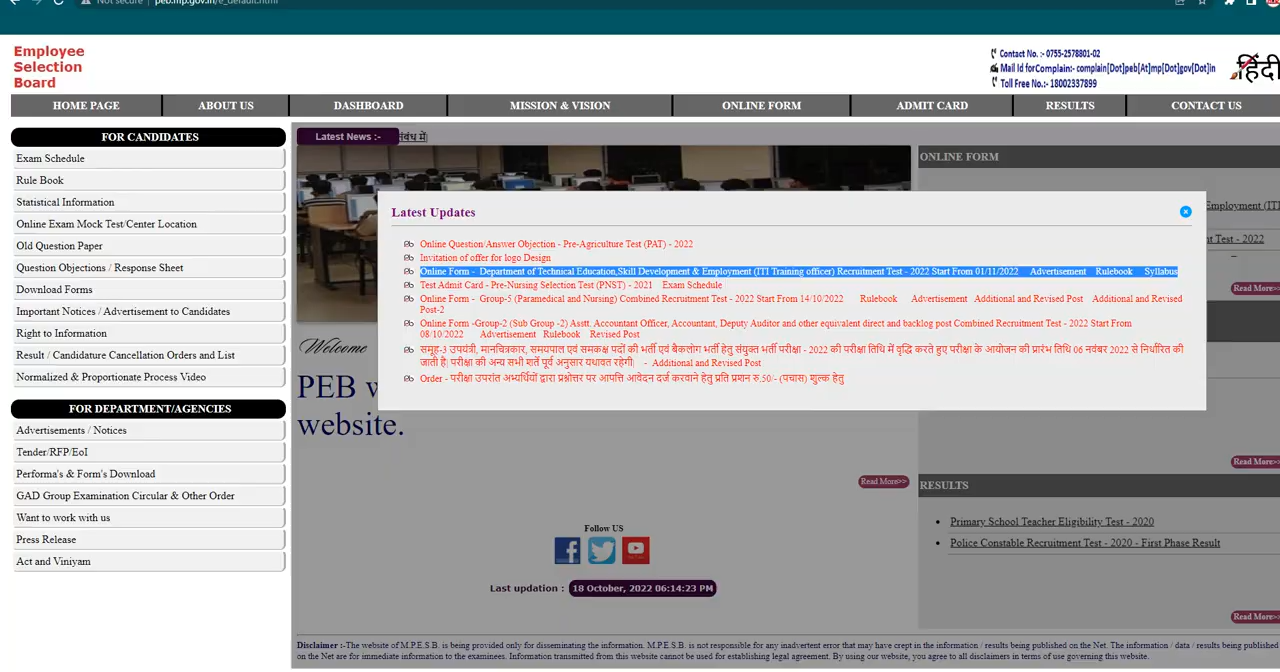 Not secure | peb.mp.gov.in/e_default.html
Employee
Selection
Board
Contact No. :- 0755-2578801-02
Mail Id forComplain:- complain[Dot]peb[At]mp[Dot]gov[Dot]in
Toll Free No.:- 18002337899
हिंदी
HOME PAGE ABOUT US DASHBOARD MISSION & VISION ONLINE FORM ADMIT CARD RESULTS CONTACT US
FOR CANDIDATES
Exam Schedule
Rule Book
Statistical Information
Online Exam Mock Test/Center Location
Old Question Paper
Question Objections / Response Sheet
Download Forms
Important Notices / Advertisement to Candidates
Right to Information
Result / Candidature Cancellation Orders and List
Normalized & Proportionate Process Video
FOR DEPARTMENT/AGENCIES
Advertisements / Notices
Tender/RFP/EoI
Performa's & Form's Download
GAD Group Examination Circular & Other Order
Want to work with us
Press Release
Act and Viniyam
Latest News :- संबंध में|
Latest Updates
Online Question/Answer Objection - Pre-Agriculture Test (PAT) - 2022
Invitation of offer for logo Design
Online Form - Department of Technical Education,Skill Development & Employment (ITI Training officer) Recruitment Test - 2022 Start From 01/11/2022 Advertisement Rulebook Syllabus
Test Admit Card - Pre-Nursing Selection Test (PNST) - 2021 Exam Schedule
Online Form - Group-5 (Paramedical and Nursing) Combined Recruitment Test - 2022 Start From 14/10/2022 Rulebook Advertisement Additional and Revised Post Additional and Revised
Post-2
Online Form -Group-2 (Sub Group -2) Asstt. Accountant Officer, Accountant, Deputy Auditor and other equivalent direct and backlog post Combined Recruitment Test - 2022 Start From
08/10/2022 Advertisement Rulebook Revised Post
समूह-3 उपयंत्री, मानचित्रकार, समयपाल एवं समकक्ष पदों की भर्ती एवं बैकलोग भर्ती हेतु संयुक्त भर्ती परीक्षा - 2022 की परीक्षा तिथि में वृद्धि करते हुए परीक्षा के आयोजन की प्रारंभ तिथि 06 नवंबर 2022 से निर्धारित की
जाती है| परीक्षा की अन्य सभी शर्ते पूर्व अनुसार यथावत रहेगी| - Additional and Revised Post
Order - परीक्षा उपरांत अभ्यर्थियों द्वारा प्रश्नोत्तर पर आपत्ति आवेदन दर्ज करवाने हेतु प्रति प्रशन रु.50/- (पचास) शुल्क हेतु
Welcome
PEB w
website.
Read More>>
Follow US
Last updation : 18 October, 2022 06:14:23 PM
ONLINE FORM
Employment (ITI
nt Test - 2022
Read More>>
Read More>>
RESULTS
Primary School Teacher Eligibility Test - 2020
Police Constable Recruitment Test - 2020 - First Phase Result
Read More>>
Disclaimer :-The website of M.P.E.S.B. is being provided only for disseminating the information. M.P.E.S.B. is not responsible for any inadvertent error that may have crept in the information / results being published on the Net. The information / data / results being published
on the Net are for immediate information to the examinees. Information transmitted from this website cannot be used for establishing legal agreement. By using our website, you agree to all disclaimers in terms of use governing this website.